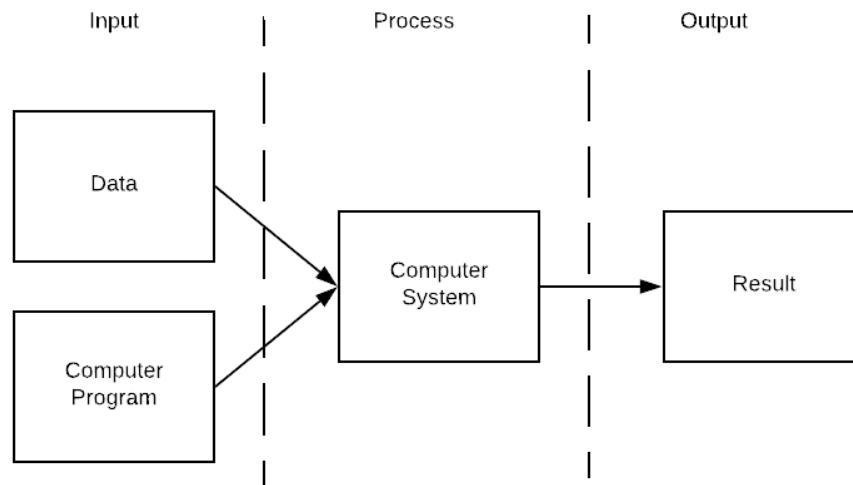 Input
Process
Output
Data
Computer
Program
Computer
System
Result